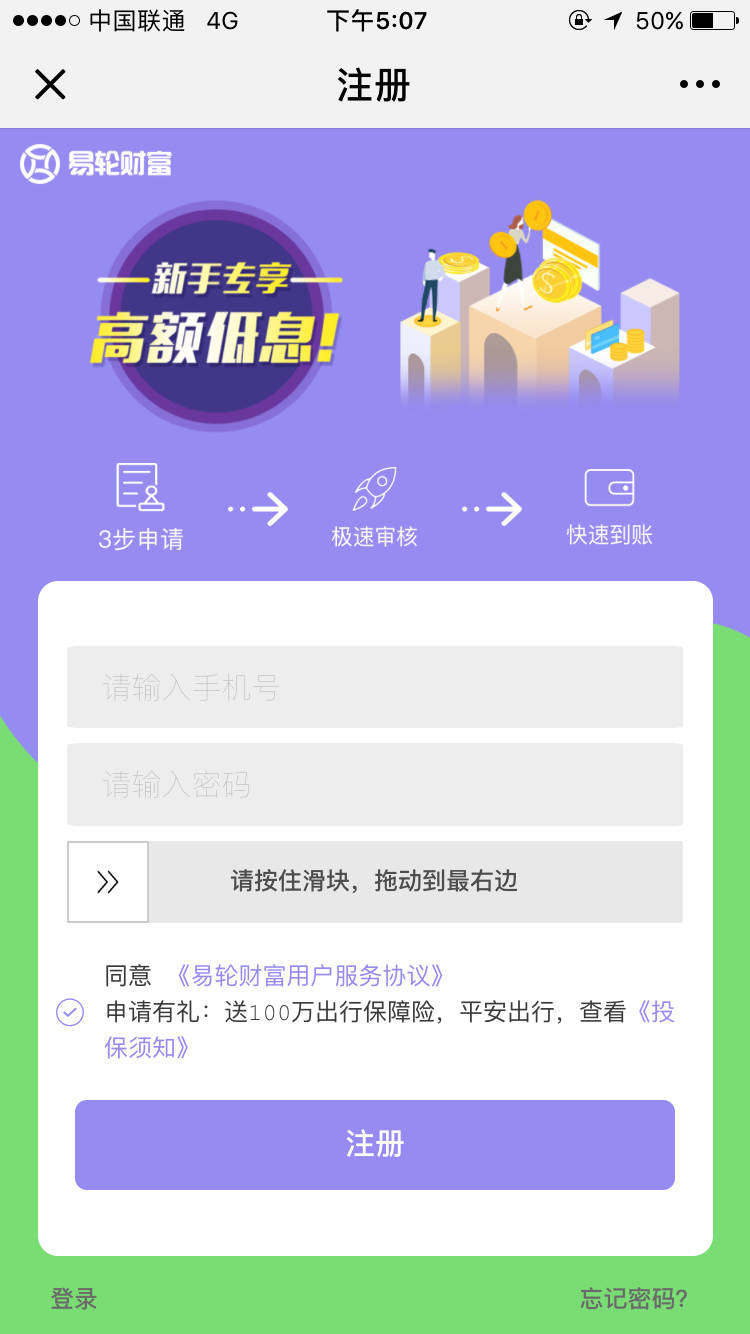 中国联通 4G 下午5:07 50%
注册
易轮财富
新手专享
高额低息!
3步申请 极速审核 快速到账
请输入手机号
请输入密码
请按住滑块，拖动到最右边
同意 《易轮财富用户服务协议》
申请有礼：送100万出行保障险，平安出行，查看《投
保须知》
注册
登录 忘记密码?